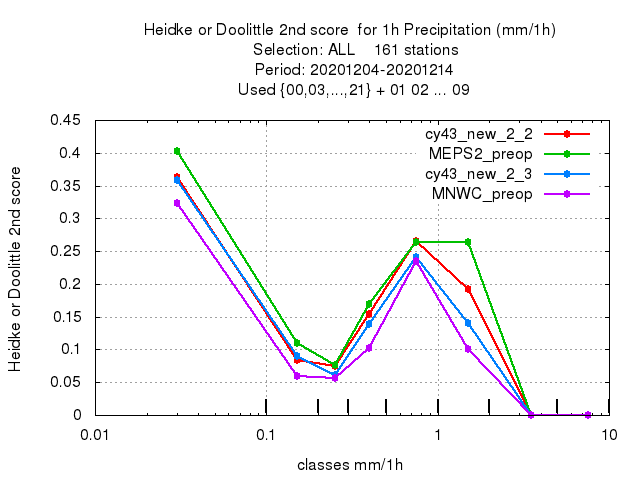 Heidke or Doolittle 2nd score  for 1h Precipitation (mm/1h)
Selection: ALL    161 stations
Period: 20201204-20201214
Used {00,03,...,21} + 01 02 ... 09
cy43_new_2_2
MEPS2_preop
cy43_new_2_3
MNWC_preop
Heidke or Doolittle 2nd score
0.45
0.4
0.35
0.3
0.25
0.2
0.15
0.1
0.05
0
0.01 0.1 1 10
classes mm/1h